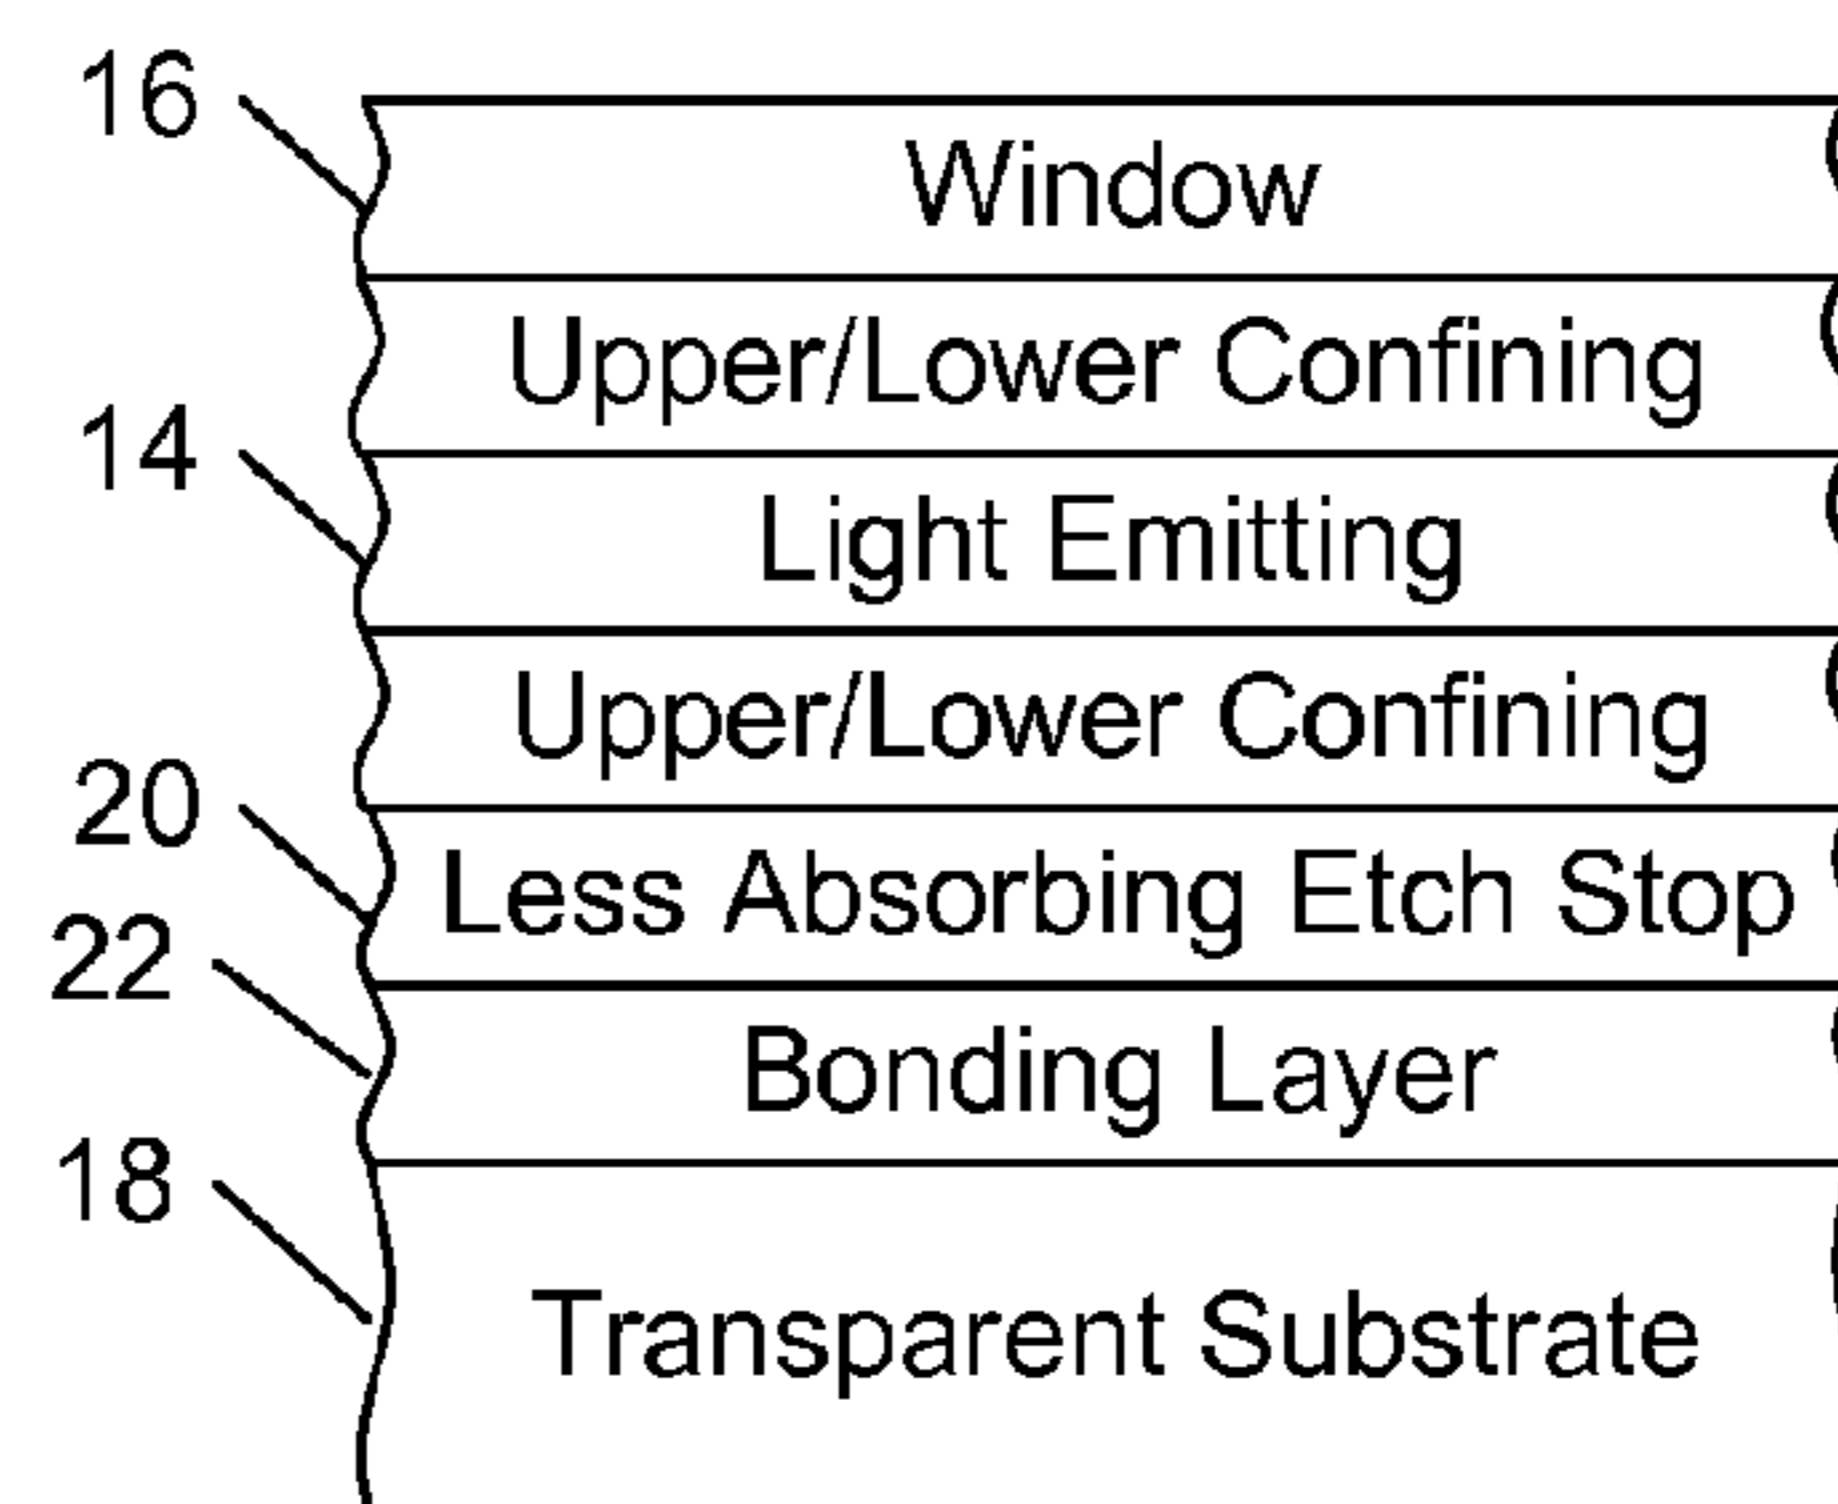 16
Window
Upper/Lower Confining
14
Light Emitting
Upper/Lower Confining
20
Less Absorbing Etch Stop
22
Bonding Layer
18
Transparent Substrate